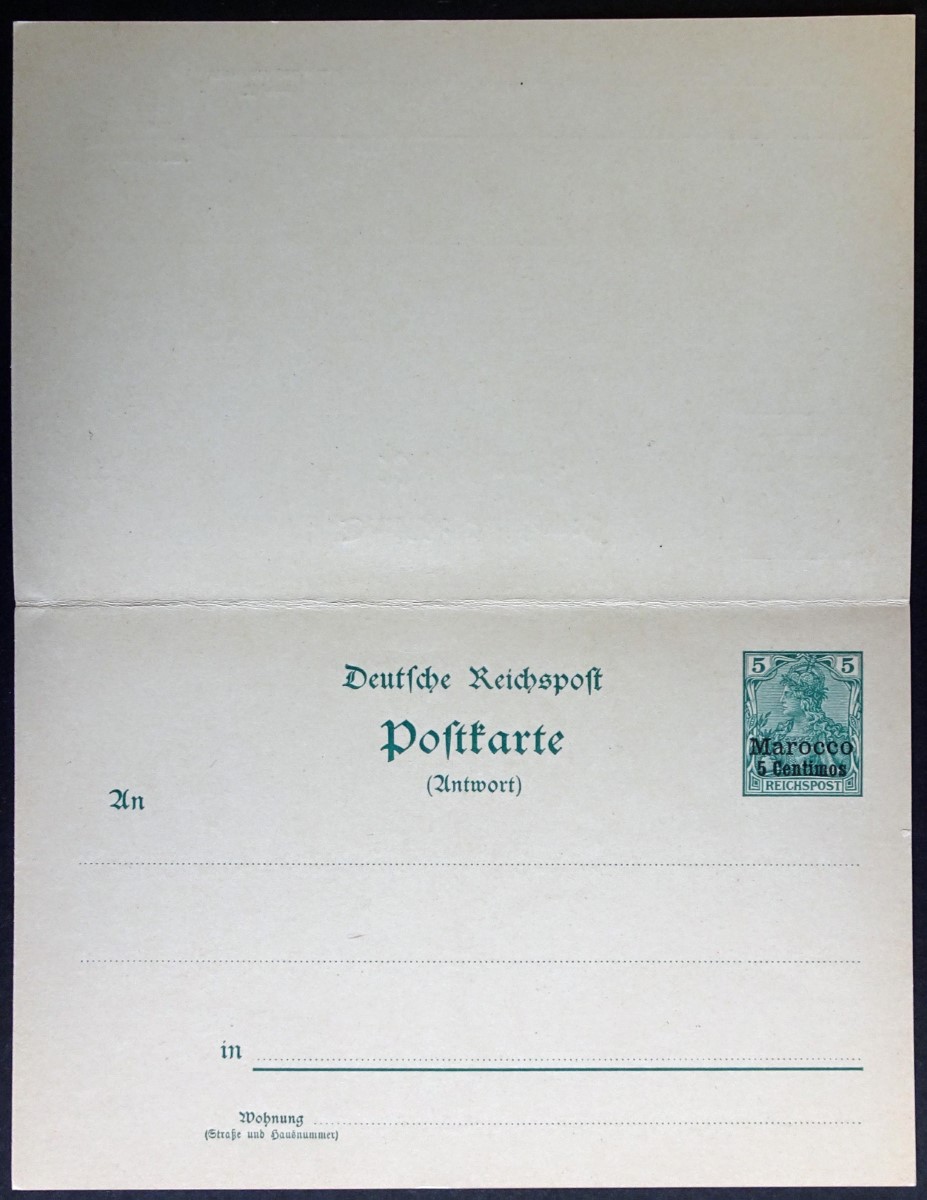 Deutsche Reichspost
Postkarte
(Antwort)
5 5
Marocco
5 Centimos
REICHSPOST
An
in
Wohnung
(Straße und Hausnummer)